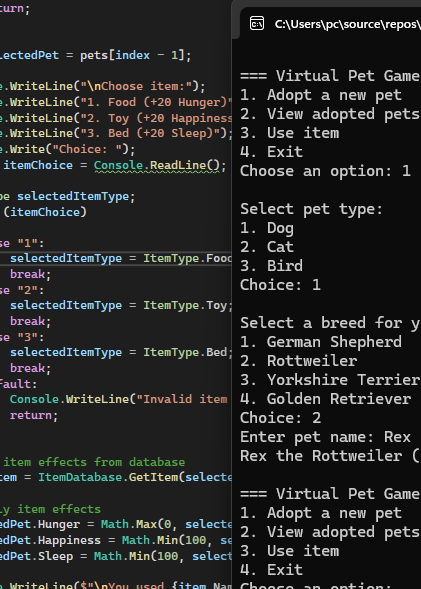 turn;
lectedPet = pets[index - 1];
e.WriteLine("\nChoose item:");
e.WriteLine("1. Food (+20 Hunger)"
e.WriteLine("2. Toy (+20 Happiness
e.WriteLine("3. Bed (+20 Sleep)");
e.Write("Choice: ");
itemChoice = Console.ReadLine();
pe selectedItemType;
(itemChoice)
se "1":
selectedItemType = ItemType.Food
break;
se "2":
selectedItemType = ItemType.Toy;
break;
se "3":
selectedItemType = ItemType.Bed;
break;
fault:
Console.WriteLine("Invalid item
return;
item effects from database
tem = ItemDatabase.GetItem(selecte
ly item effects
edPet.Hunger = Math.Max(0, selecte
edPet.Happiness = Math.Min(100, se
edPet.Sleep = Math.Min(100, select
e.WriteLine($"\nYou used {item.Nam
C:\Users\pc\source\repos\
=== Virtual Pet Game
1. Adopt a new pet
2. View adopted pets
3. Use item
4. Exit
Choose an option: 1
Select pet type:
1. Dog
2. Cat
3. Bird
Choice: 1
Select a breed for y
1. German Shepherd
2. Rottweiler
3. Yorkshire Terrier
4. Golden Retriever
Choice: 2
Enter pet name: Rex
Rex the Rottweiler (
=== Virtual Pet Game
1. Adopt a new pet
2. View adopted pets
3. Use item
4. Exit
Choose an option: